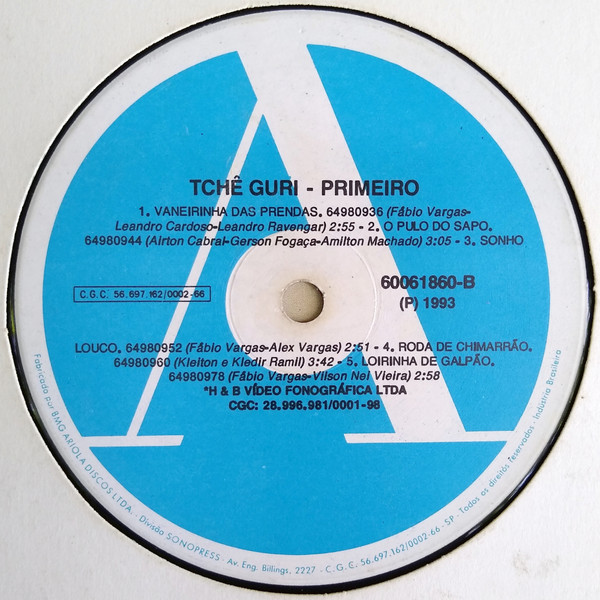 TCHÊ GURI - PRIMEIRO
1. VANEIRINHA DAS PRENDAS. 64980936 (Fábio Vargas-
Leandro Cardoso-Leandro Ravengar) 2:55 - 2. O PULO DO SAPO.
64980944 (Airton Cabral-Gerson Fogaça-Amilton Machado) 3:05 - 3. SONHO
60061860-B
C.G.C. 56.697.162/0002-66
(P) 1993
LOUCO. 64980952 (Fábio Vargas-Alex Vargas) 2:51 - 4. RODA DE CHIMARRÃO.
64980960 (Kleiton e Kledir Ramil) 3:42 - 5. LOIRINHA DE GALPÃO.
64980978 (Fábio Vargas-Vilson Nei Vieira) 2:58
*H & B VÍDEO FONOGRÁFICA LTDA
CGC: 28.996.981/0001-98
Fabricado por BMG ARIOLA DISCOS LTDA. - Divisão SONOPRESS - Av. Eng. Billings, 2227 - C.G.C. 56.697.162/0002-66 - SP - Todos os direitos reservados - Indústria Brasileira